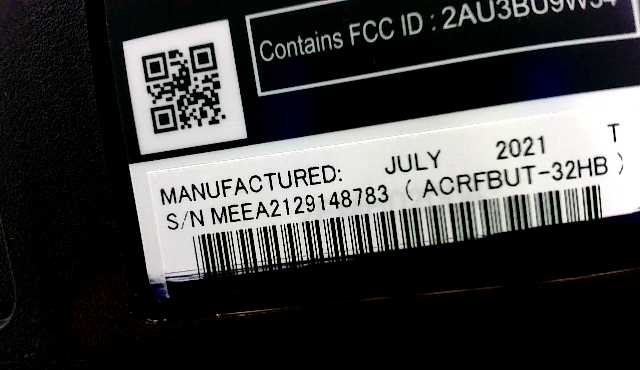 Contains FCC ID : 2AU3BU9W34
MANUFACTURED: JULY 2021 T
S/N MEEA2129148783 ( ACRFBUT-32HB )